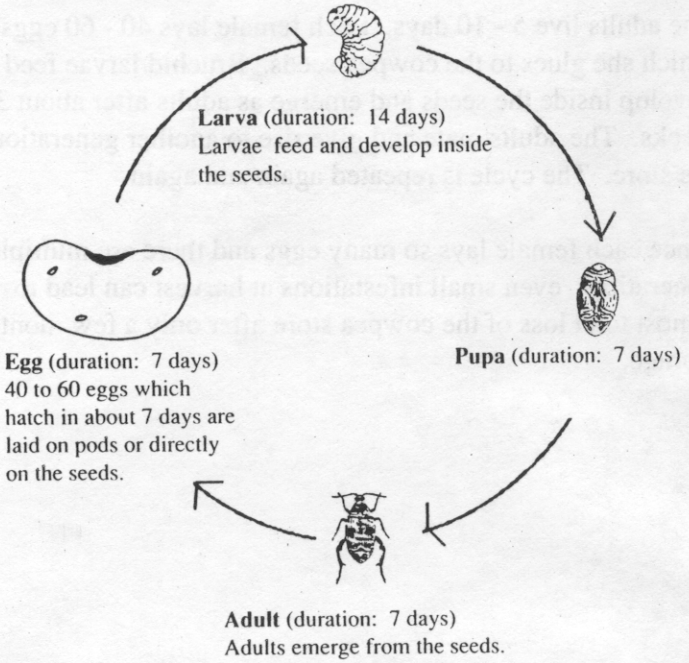 Larva (duration: 14 days)
Larvae feed and develop inside
the seeds.
Egg (duration: 7 days)
40 to 60 eggs which
hatch in about 7 days are
laid on pods or directly
on the seeds.
Pupa (duration: 7 days)
Adult (duration: 7 days)
Adults emerge from the seeds.